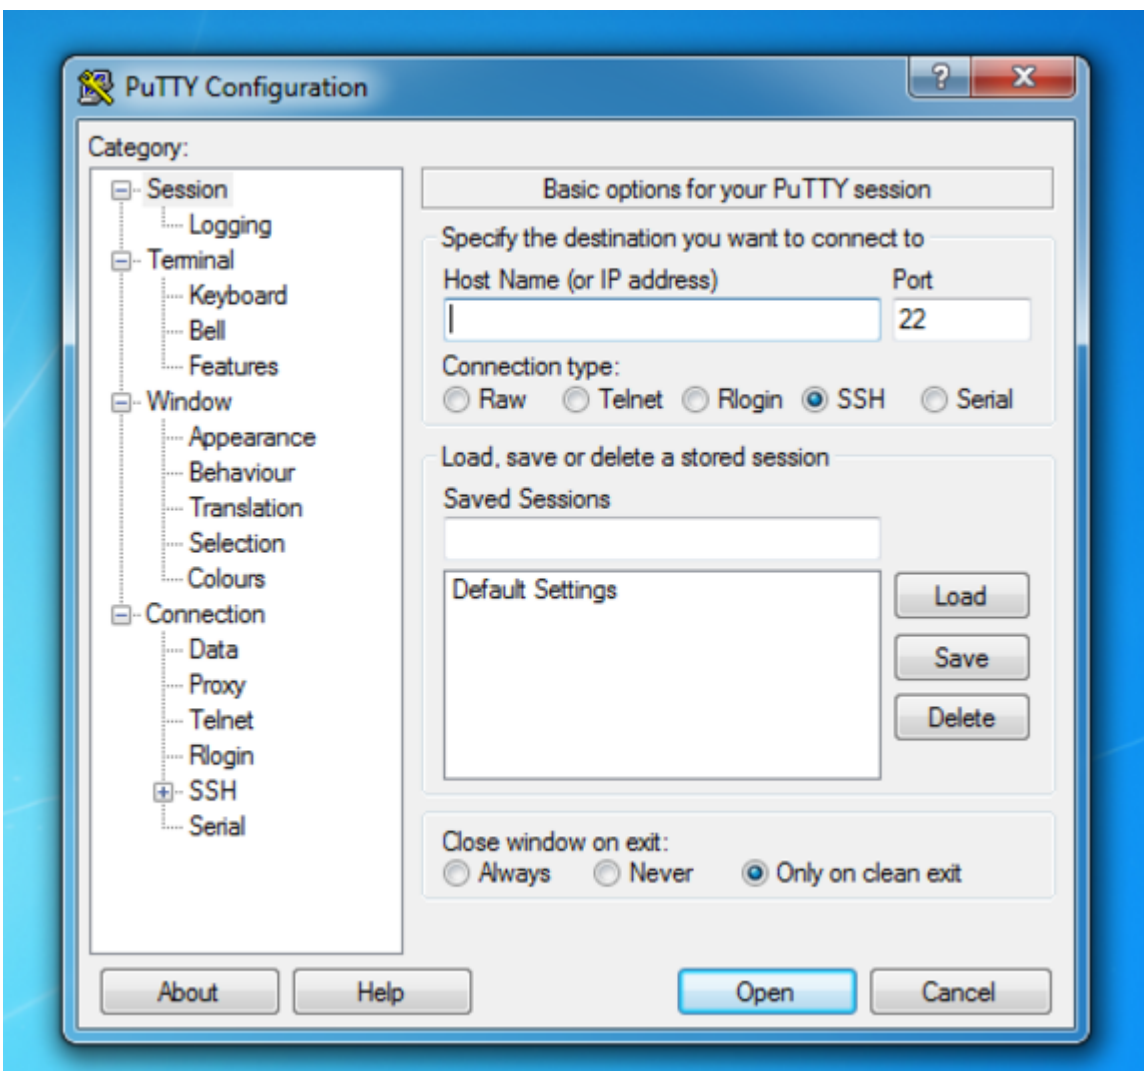 PuTTY Configuration
?
Category:
Session
Logging
Terminal
Keyboard
Bell
Features
Window
Appearance
Behaviour
Translation
Selection
Colours
Connection
Data
Proxy
Telnet
Rlogin
SSH
Serial
Basic options for your PuTTY session
Specify the destination you want to connect to
Host Name (or IP address) Port
22
Connection type:
Raw Telnet Rlogin SSH Serial
Load, save or delete a stored session
Saved Sessions
Default Settings
Load
Save
Delete
Close window on exit:
Always Never Only on clean exit
About Help Open Cancel